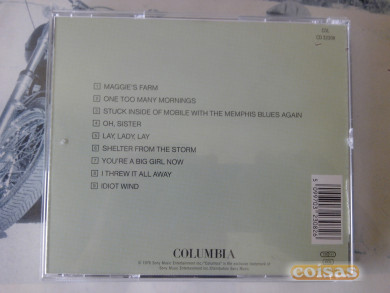 1 MAGGIE'S FARM
2 ONE TOO MANY MORNINGS
3 STUCK INSIDE OF MOBILE WITH THE MEMPHIS BLUES AGAIN
4 OH, SISTER
5 LAY, LADY, LAY
6 SHELTER FROM THE STORM
7 YOU'RE A BIG GIRL NOW
8 I THREW IT ALL AWAY
9 IDIOT WIND
COLUMBIA
coisas